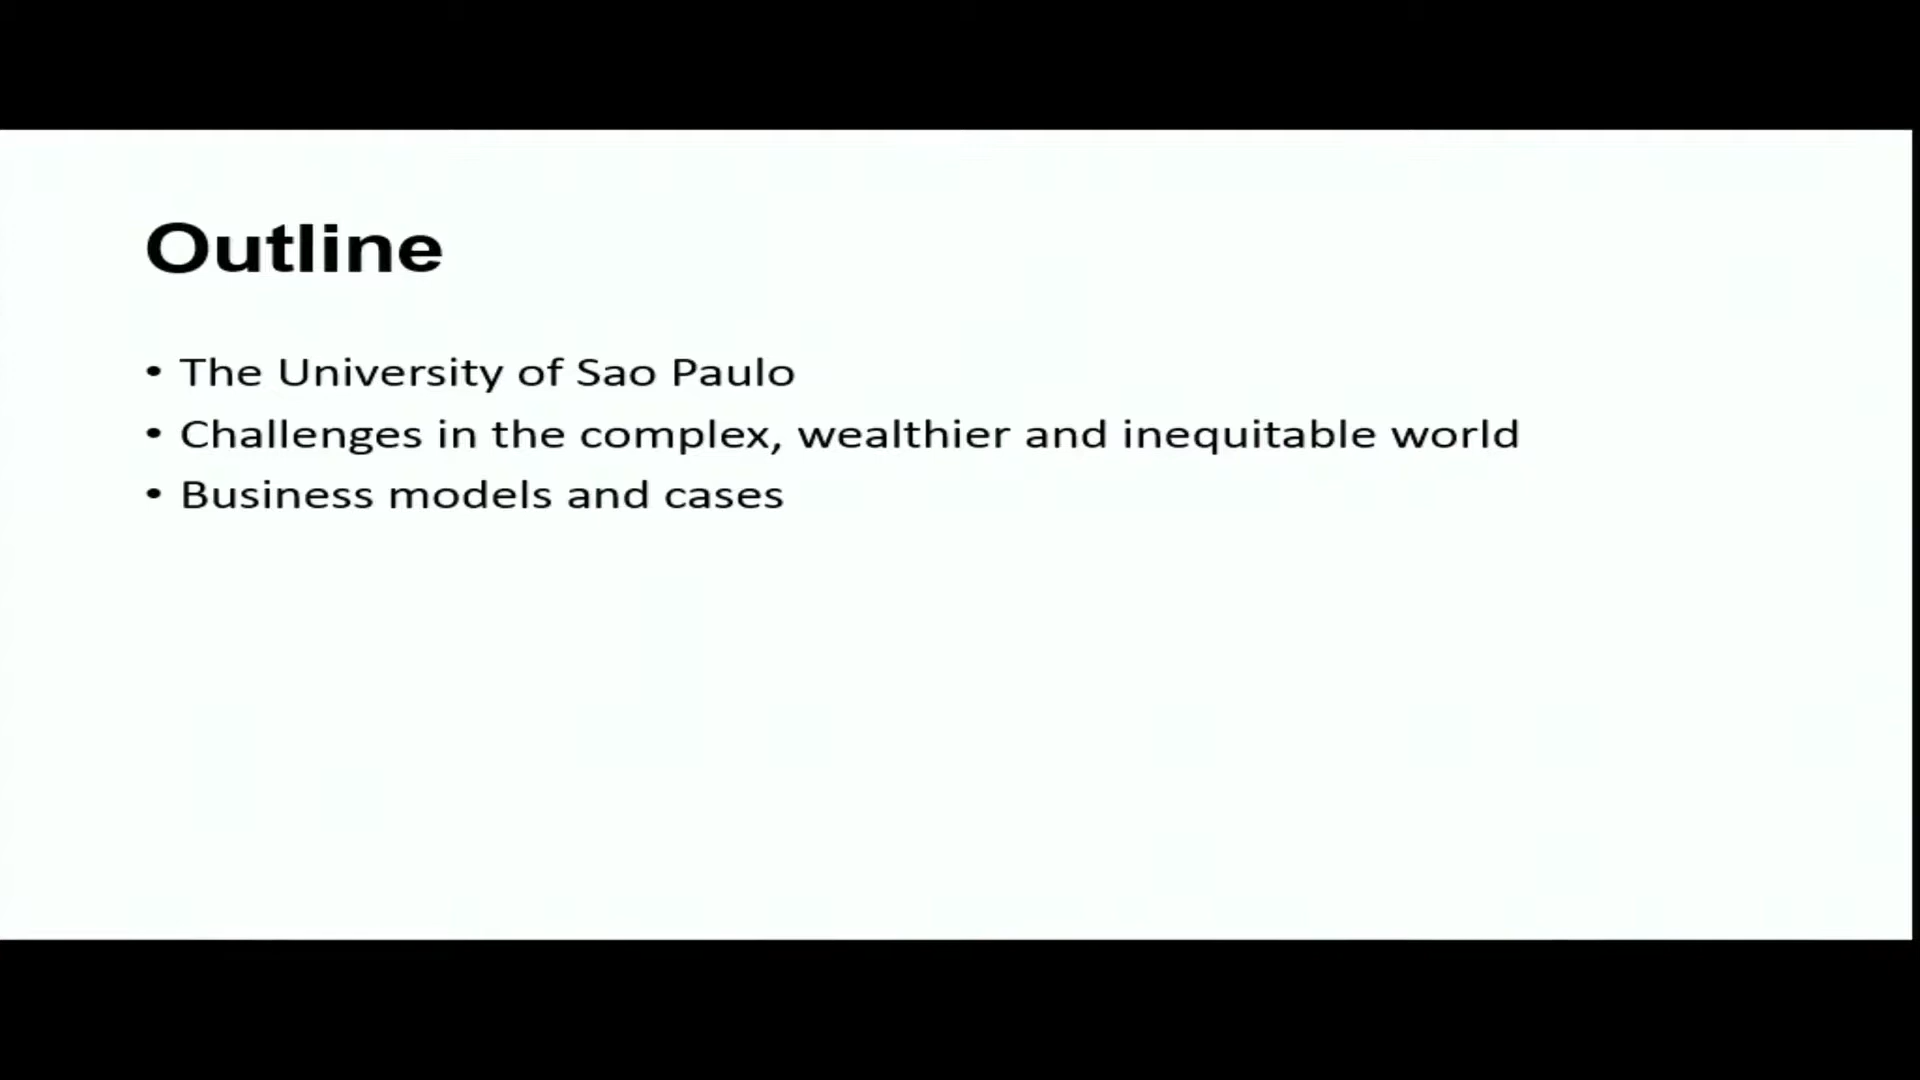 Outline
• The University of Sao Paulo
• Challenges in the complex, wealthier and inequitable world
• Business models and cases